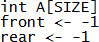 int A[SIZE]
front <- -1
rear <- -1